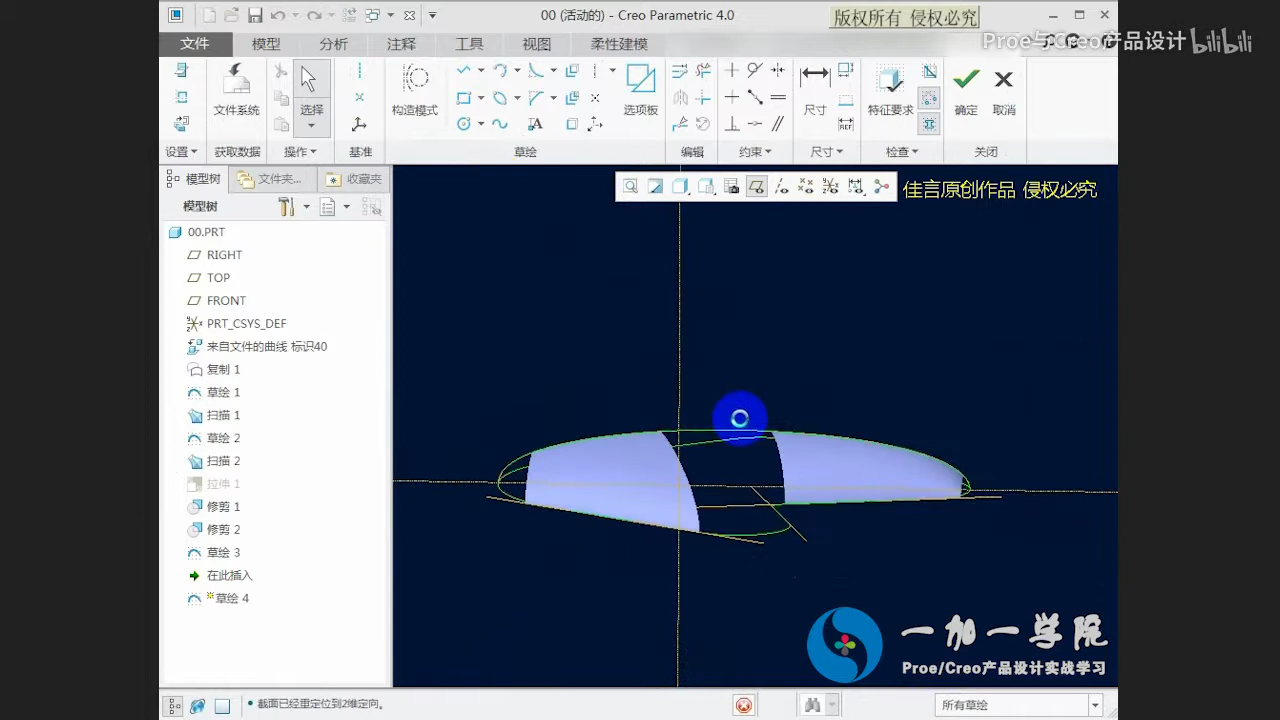 00 (活动的) - Creo Parametric 4.0
版权所有 侵权必究
Proe与Creo产品设计 bilibili
文件 模型 分析 注释 工具 视图 柔性建模
文件系统 选择 构造模式 选项板 尺寸 特征要求 确定 取消
REF
设置 获取数据 操作 基准 草绘 编辑 约束 尺寸 检查 关闭
模型树 文件夹... 收藏夹
佳言原创作品 侵权必究
模型树
00.PRT
RIGHT
TOP
FRONT
PRT_CSYS_DEF
来自文件的曲线 标识40
复制 1
草绘 1
扫描 1
草绘 2
扫描 2
拉伸 1
修剪 1
修剪 2
草绘 3
在此插入
草绘 4
一加一学院
Proe/Creo产品设计实战学习
截面已经重定位到2维定向。
所有草绘